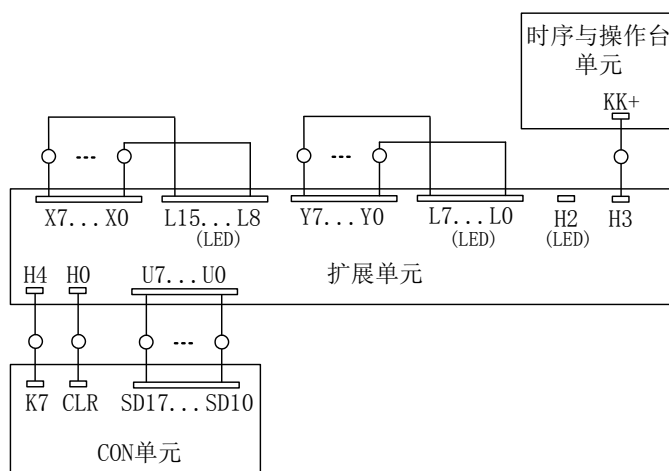 时序与操作台
单元
KK+
X7...X0 L15...L8 Y7...Y0 L7...L0 H2 H3
(LED) (LED) (LED)
H4 H0 U7...U0 扩展单元
K7 CLR SD17...SD10
CON单元